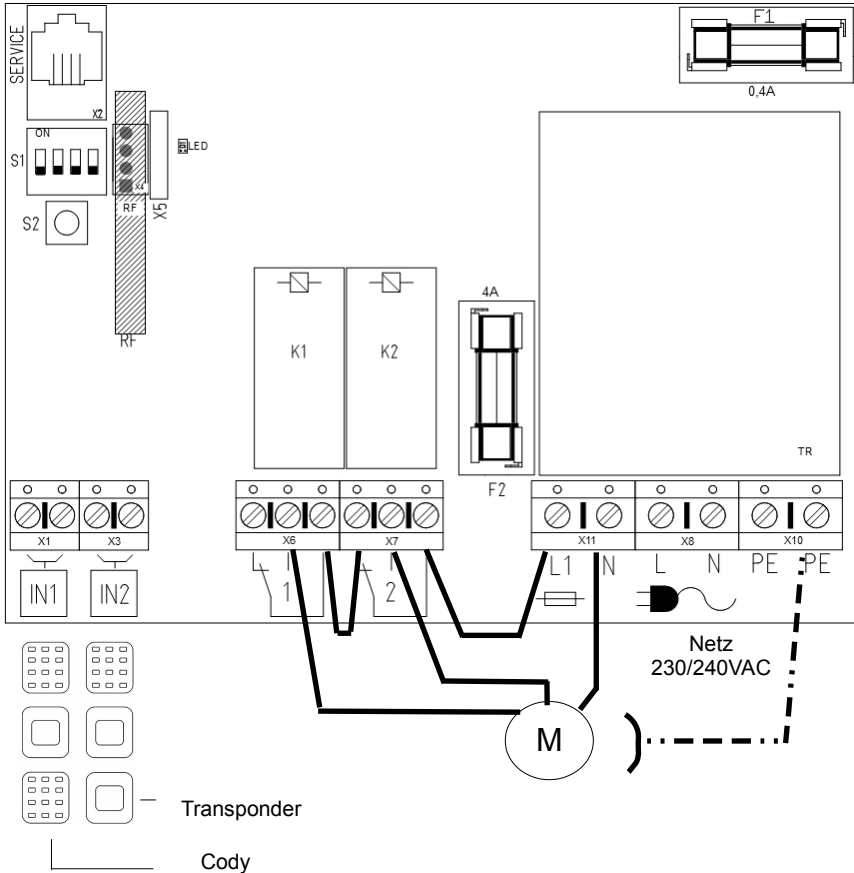 SERVICE
X2
F1
0,4A
ON
S1
X4
RF
X5
LED
S2
RF
K1
K2
4A
F2
TR
X1
X3
X6
X7
X11
X8
X10
IN1
IN2
1
2
L1
N
L
N
PE
PE
Netz
230/240VAC
M
Transponder
Cody